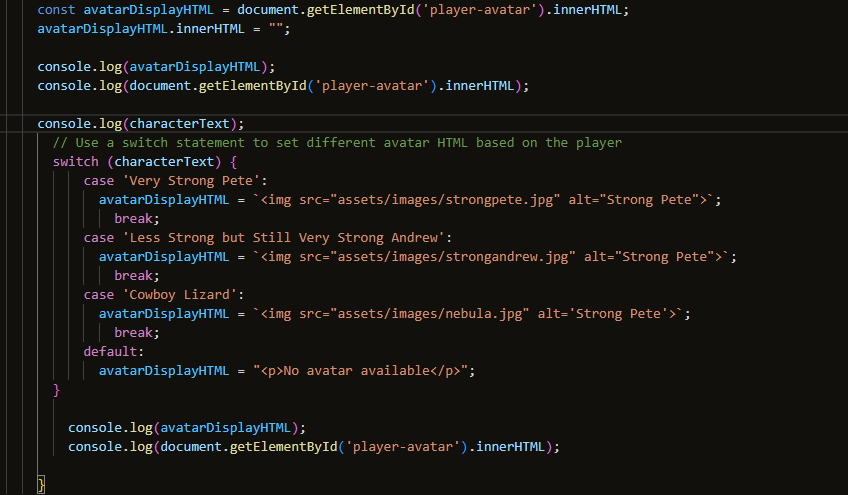 const avatarDisplayHTML = document.getElementById('player-avatar').innerHTML;
avatarDisplayHTML.innerHTML = "";
console.log(avatarDisplayHTML);
console.log(document.getElementById('player-avatar').innerHTML);
console.log(characterText);
// Use a switch statement to set different avatar HTML based on the player
switch (characterText) {
case 'Very Strong Pete':
avatarDisplayHTML = `<img src="assets/images/strongpete.jpg" alt="Strong Pete">`;
break;
case 'Less Strong but Still Very Strong Andrew':
avatarDisplayHTML = `<img src="assets/images/strongandrew.jpg" alt="Strong Pete">`;
break;
case 'Cowboy Lizard':
avatarDisplayHTML = `<img src="assets/images/nebula.jpg" alt='Strong Pete'>`;
break;
default:
avatarDisplayHTML = "<p>No avatar available</p>";
}
console.log(avatarDisplayHTML);
console.log(document.getElementById('player-avatar').innerHTML);
}